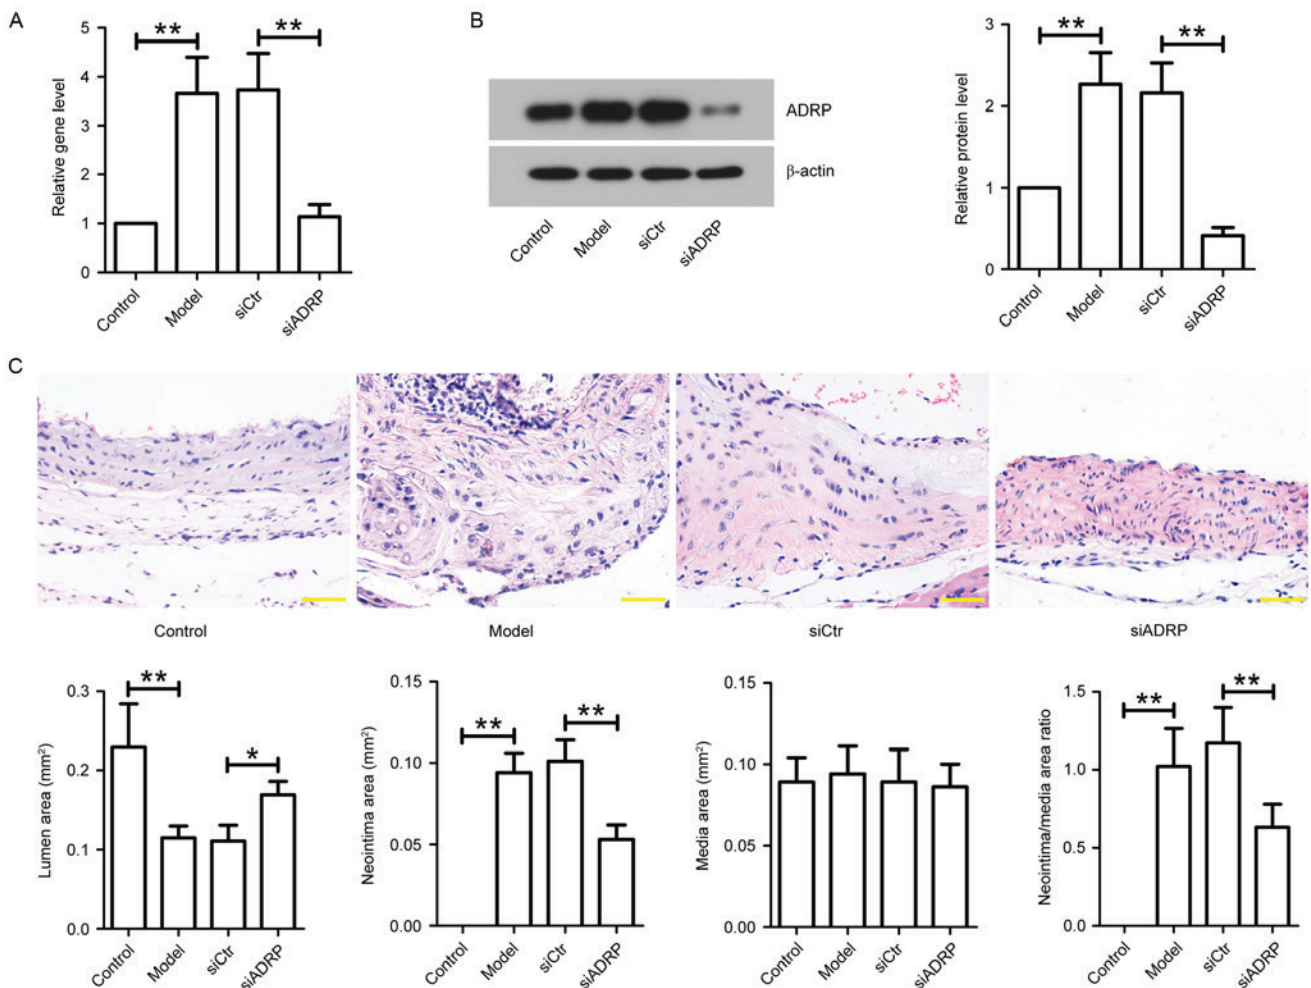 A
Relative gene level
5
4
3
2
1
0
**
**
Control
Model
siCtr
siADRP
B
ADRP
β-actin
Control
Model
siCtr
siADRP
Relative protein level
3
2
1
0
**
**
Control
Model
siCtr
siADRP
C
Control
Model
siCtr
siADRP
Lumen area (mm²)
0.3
0.2
0.1
0.0
**
*
Control
Model
siCtr
siADRP
Neointima area (mm²)
0.15
0.10
0.05
0.00
**
**
Control
Model
siCtr
siADRP
Media area (mm²)
0.15
0.10
0.05
0.00
Control
Model
siCtr
siADRP
Neointima/media area ratio
1.5
1.0
0.5
0.0
**
**
Control
Model
siCtr
siADRP